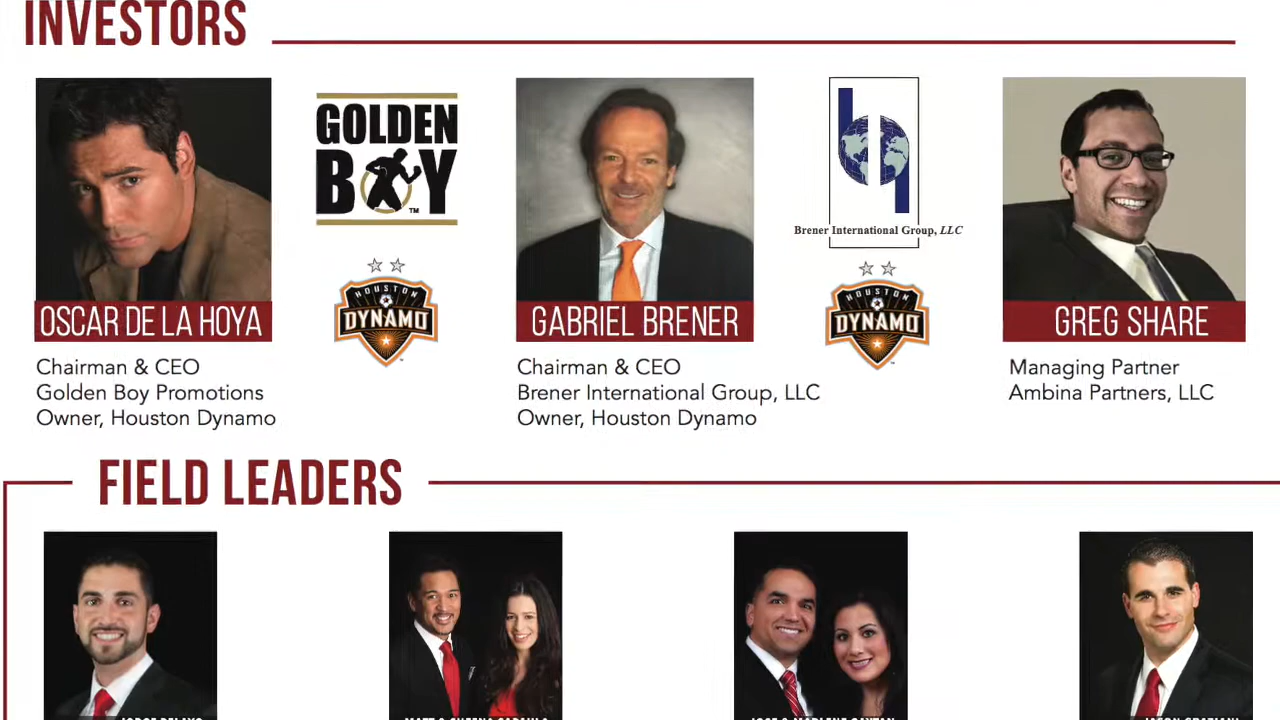 INVESTORS
GOLDEN
BOY
TM
Brener International Group, LLC
HOUSTON
DYNAMO
HOUSTON
DYNAMO
OSCAR DE LA HOYA
GABRIEL BRENER
GREG SHARE
Chairman & CEO
Golden Boy Promotions
Owner, Houston Dynamo
Chairman & CEO
Brener International Group, LLC
Owner, Houston Dynamo
Managing Partner
Ambina Partners, LLC
FIELD LEADERS